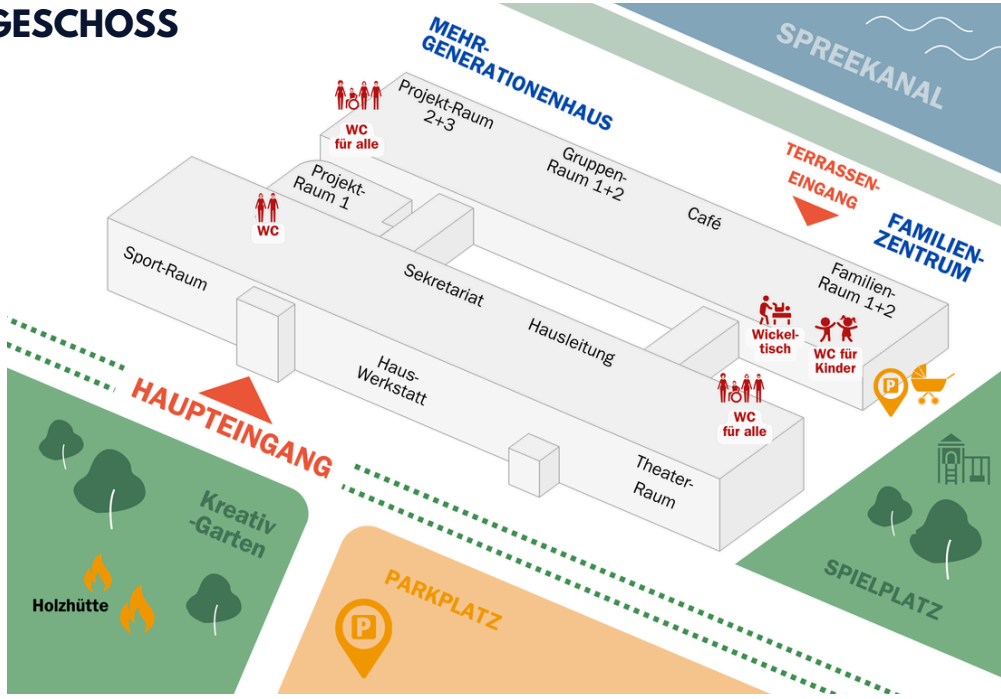 GESCHOSS
MEHR-
GENERATIONENHAUS
SPREEKANAL
WC
für alle
Projekt-Raum
2+3
Gruppen-
Raum 1+2
TERRASSEN-
EINGANG
Projekt-
Raum 1
Café
FAMILIEN-
ZENTRUM
WC
Sport-Raum
Sekretariat
Familien-
Raum 1+2
Hausleitung
Wickel-
tisch
WC für
Kinder
Haus-
Werkstatt
P
WC
für alle
HAUPTEINGANG
Theater-
Raum
Kreativ
-Garten
Holzhütte
PARKPLATZ
P
SPIELPLATZ